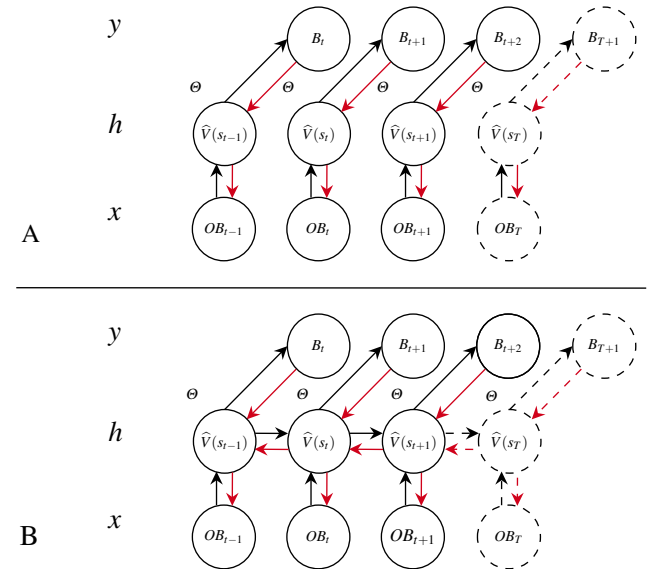 y B_t B_{t+1} B_{t+2} B_{T+1}
Θ Θ Θ Θ
h V̂(s_{t−1}) V̂(s_t) V̂(s_{t+1}) V̂(s_T)
x OB_{t−1} OB_t OB_{t+1} OB_T
A
y B_t B_{t+1} B_{t+2} B_{T+1}
Θ Θ Θ Θ
h V̂(s_{t−1}) V̂(s_t) V̂(s_{t+1}) V̂(s_T)
x OB_{t−1} OB_t OB_{t+1} OB_T
B